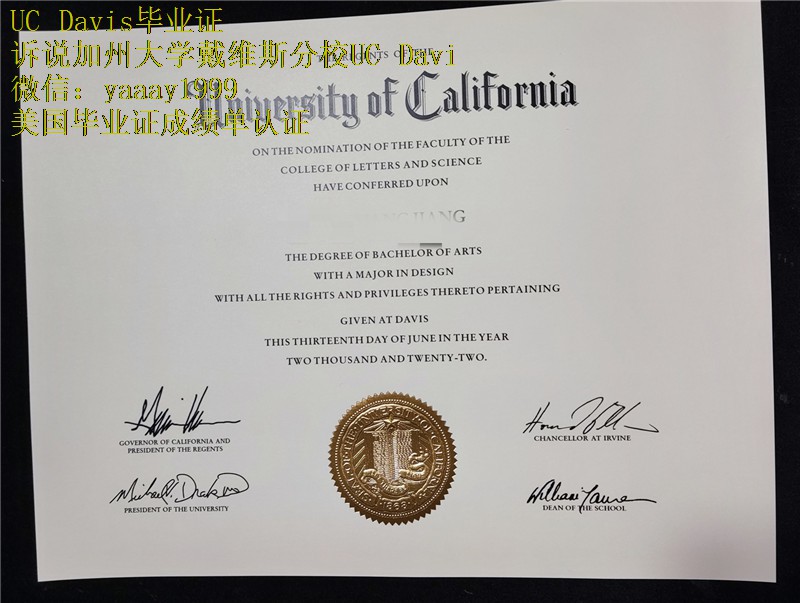 UC Davis毕业证
诉说加州大学戴维斯分校UC Davi
微信: yaaay1999
美国毕业证成绩单认证
OF THE
University of California
ON THE NOMINATION OF THE FACULTY OF THE
COLLEGE OF LETTERS AND SCIENCE
HAVE CONFERRED UPON
THE DEGREE OF BACHELOR OF ARTS
WITH A MAJOR IN DESIGN
WITH ALL THE RIGHTS AND PRIVILEGES THERETO PERTAINING
GIVEN AT DAVIS
THIS THIRTEENTH DAY OF JUNE IN THE YEAR
TWO THOUSAND AND TWENTY-TWO.
GOVERNOR OF CALIFORNIA AND
PRESIDENT OF THE REGENTS
CHANCELLOR AT IRVINE
PRESIDENT OF THE UNIVERSITY
DEAN OF THE SCHOOL